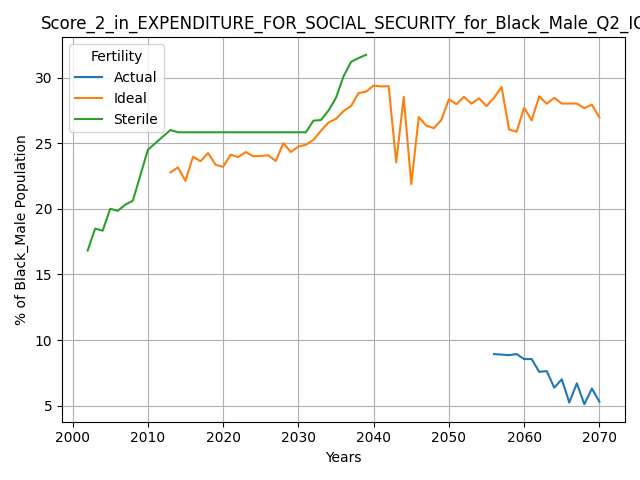 Score_2_in_EXPENDITURE_FOR_SOCIAL_SECURITY_for_Black_Male_Q2_IQ
Fertility
Actual
Ideal
Sterile
% of Black_Male Population
30
25
20
15
10
5
2000 2010 2020 2030 2040 2050 2060 2070
Years